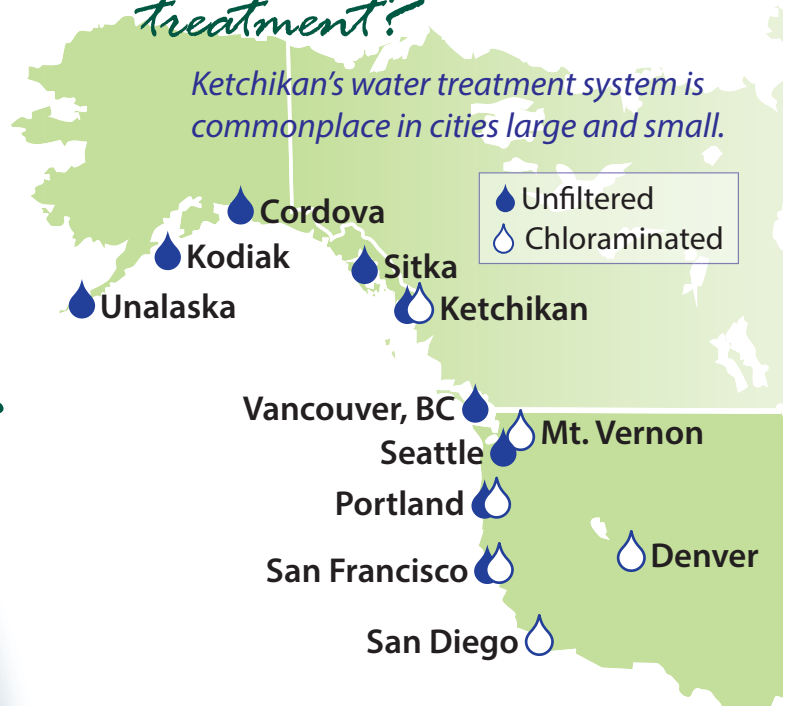 treatment?
Ketchikan's water treatment system is
commonplace in cities large and small.
Unfiltered
Chloraminated
Cordova
Kodiak
Sitka
Unalaska
Ketchikan
Vancouver, BC
Mt. Vernon
Seattle
Portland
Denver
San Francisco
San Diego